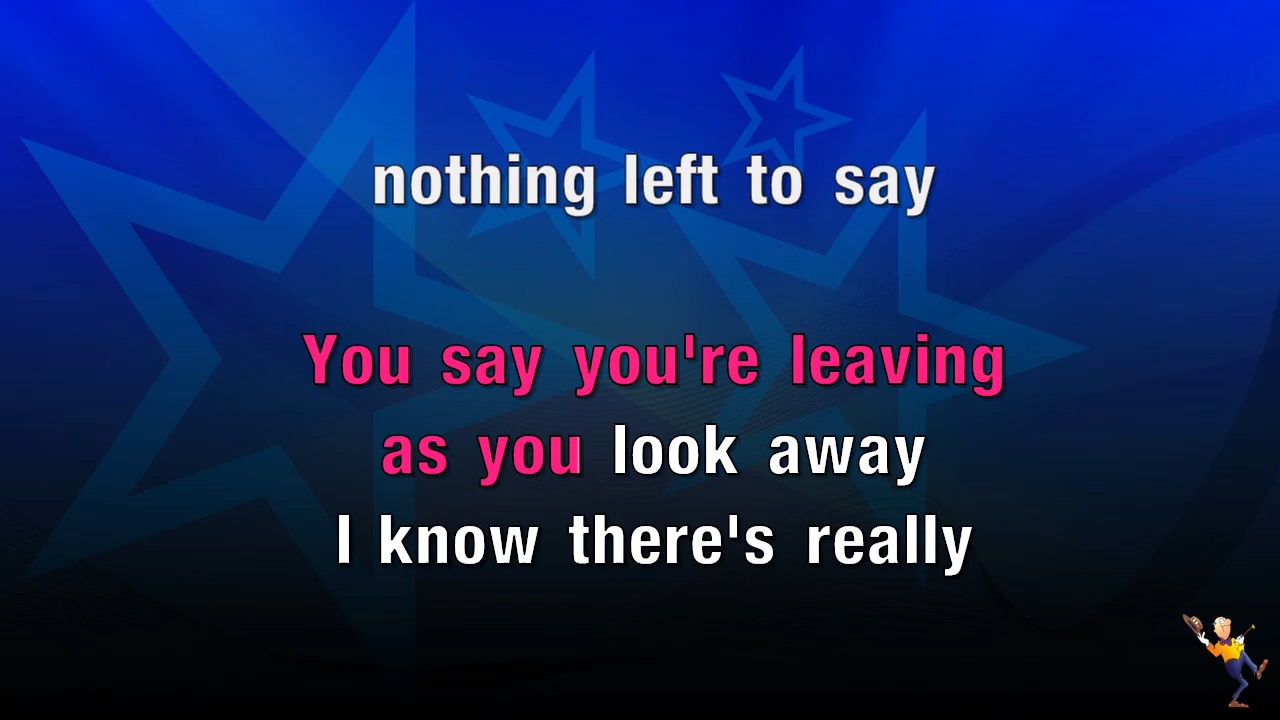 nothing left to say
You say you're leaving
as you look away
I know there's really